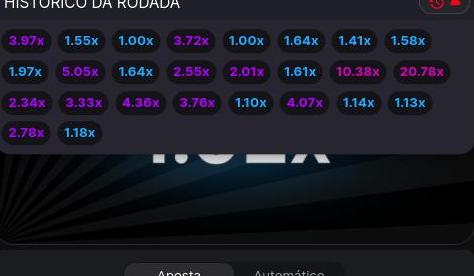 HISTÓRICO DA RODADA
3.97x 1.55x 1.00x 3.72x 1.00x 1.64x 1.41x 1.58x
1.97x 5.05x 1.64x 2.55x 2.01x 1.61x 10.38x 20.78x
2.34x 3.33x 4.36x 3.76x 1.10x 4.07x 1.14x 1.13x
2.78x 1.18x
Aposta Automático